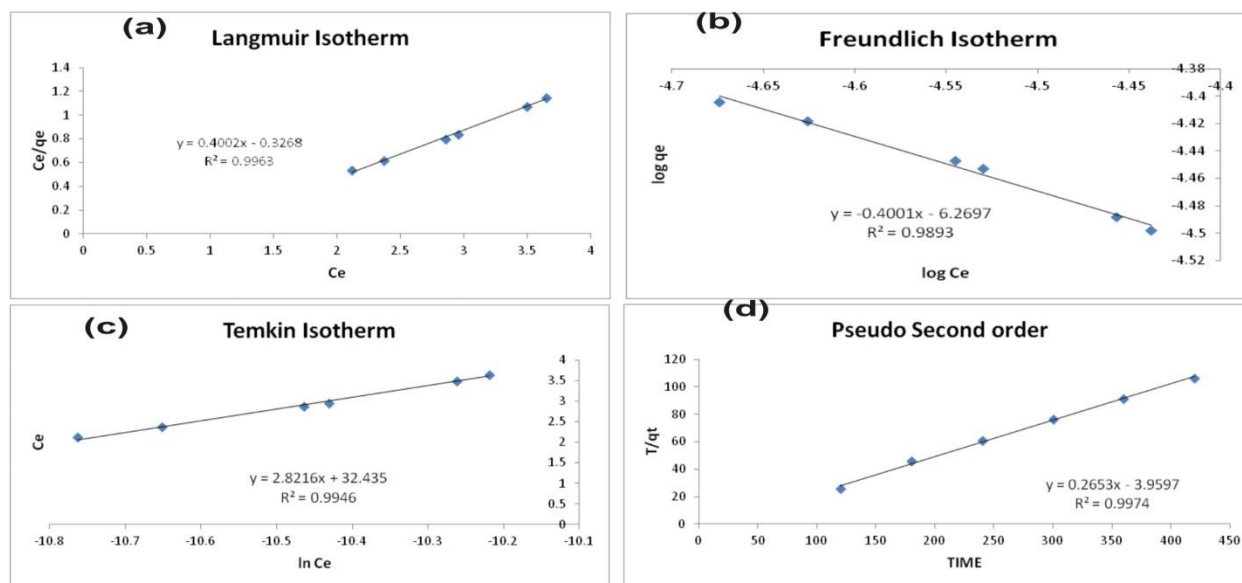 (a)
Langmuir Isotherm
1.4
1.2
1
0.8
0.6
0.4
0.2
0
Ce/qe
y = 0.4002x - 0.3268
R² = 0.9963
0 0.5 1 1.5 2 2.5 3 3.5 4
Ce
(b)
Freundlich Isotherm
-4.7 -4.65 -4.6 -4.55 -4.5 -4.45 -4.4
-4.38
-4.4
-4.42
-4.44
-4.46
-4.48
-4.5
-4.52
log qe
y = -0.4001x - 6.2697
R² = 0.9893
log Ce
(c)
Temkin Isotherm
4
3.5
3
2.5
2
1.5
1
0.5
0
Ce
y = 2.8216x + 32.435
R² = 0.9946
-10.8 -10.7 -10.6 -10.5 -10.4 -10.3 -10.2 -10.1
ln Ce
(d)
Pseudo Second order
120
100
80
60
40
20
0
T/qt
y = 0.2653x - 3.9597
R² = 0.9974
0 50 100 150 200 250 300 350 400 450
TIME